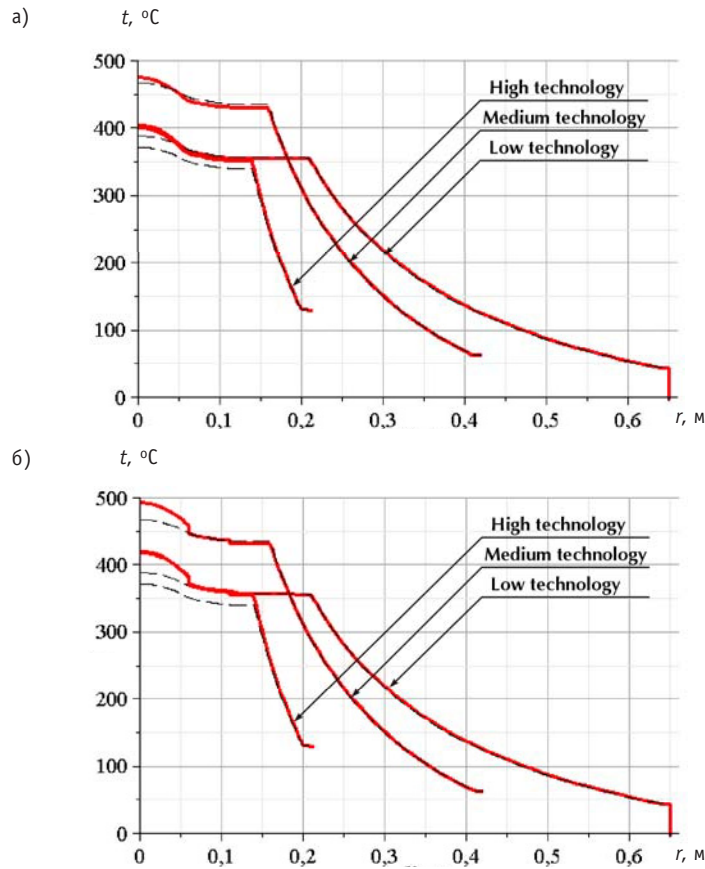 а)
t, °C
500
400
300
200
100
0
High technology
Medium technology
Low technology
0 0,1 0,2 0,3 0,4 0,5 0,6 r, м
б)
t, °C
500
400
300
200
100
0
High technology
Medium technology
Low technology
0 0,1 0,2 0,3 0,4 0,5 0,6 r, м